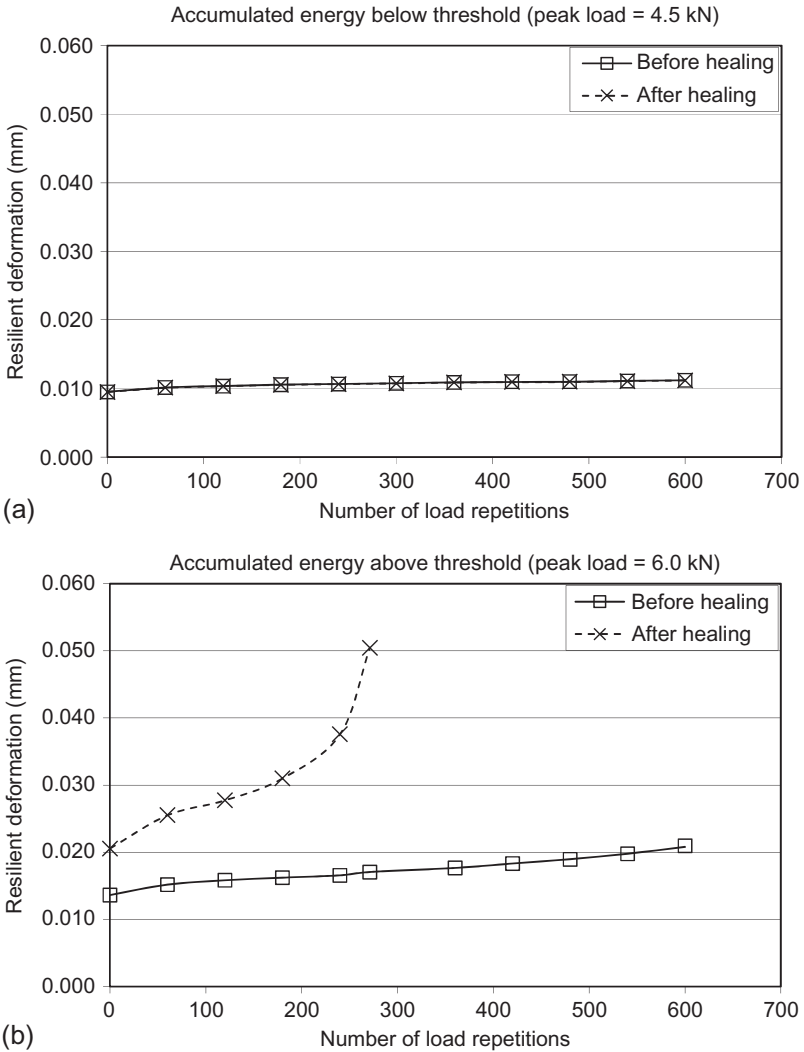 Accumulated energy below threshold (peak load = 4.5 kN)
0.060
0.050
0.040
0.030
0.020
0.010
0.000
Resilient deformation (mm)
Before healing
After healing
0 100 200 300 400 500 600 700
Number of load repetitions
(a)
Accumulated energy above threshold (peak load = 6.0 kN)
0.060
0.050
0.040
0.030
0.020
0.010
0.000
Resilient deformation (mm)
Before healing
After healing
0 100 200 300 400 500 600 700
Number of load repetitions
(b)